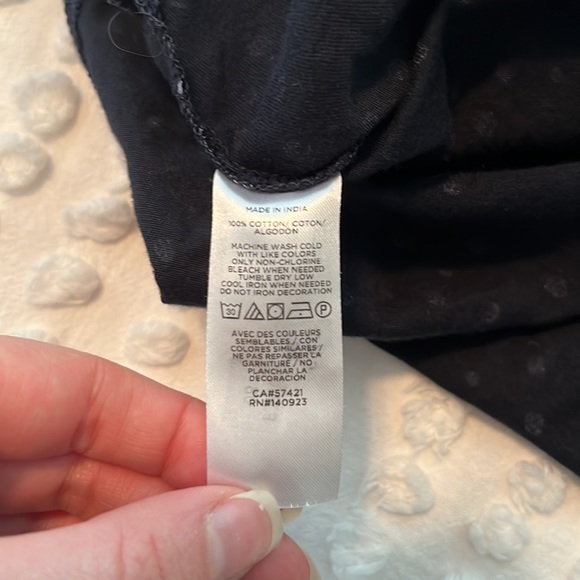 MADE IN INDIA
100% COTTON/ COTON/
ALGODON
MACHINE WASH COLD
WITH LIKE COLORS
ONLY NON-CHLORINE
BLEACH WHEN NEEDED
TUMBLE DRY LOW
COOL IRON WHEN NEEDED
DO NOT IRON DECORATION
30 P
AVEC DES COULEURS
SEMBLABLES / CON
COLORES SIMILARES /
NE PAS REPASSER LA
GARNITURE / NO
PLANCHAR LA
DECORACIÓN
CA#57421
RN#140923